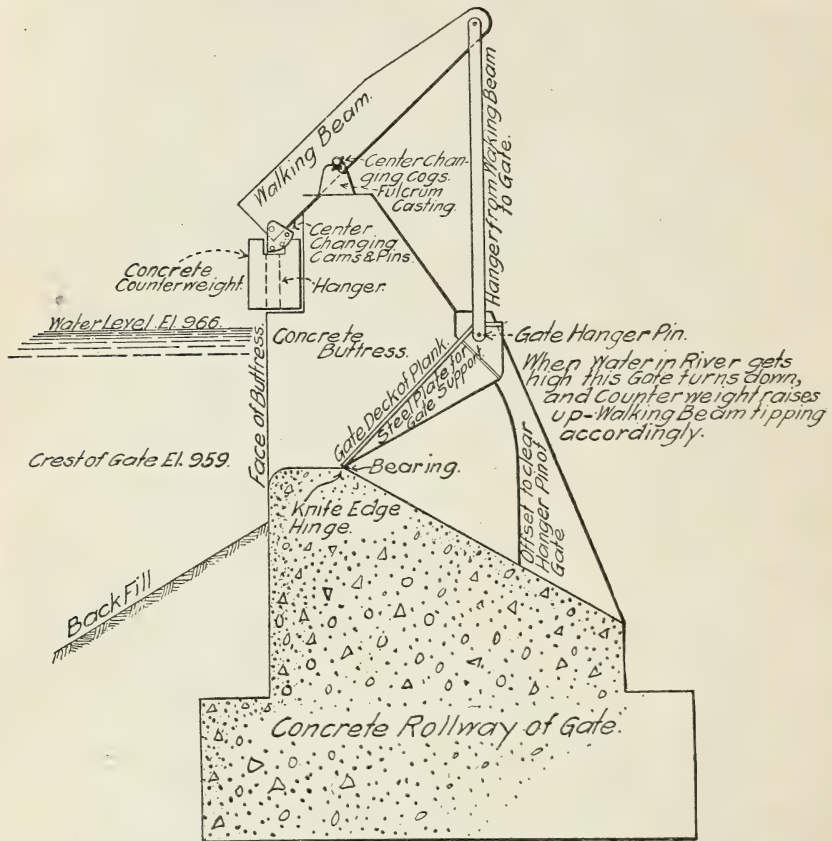 Walking Beam.
Hanger from Walking Beam
to Gate.
Center Chan-
ging Cogs.
Fulcrum
Casting.
Center
Changing
Cams & Pins.
Concrete
Counterweight.
Hanger.
Water Level. El. 966.
Concrete
Buttress.
Face of Buttress.
Gate Deck of Plank.
Steel Plate for
Gate Support
Gate Hanger Pin.
When Water in River gets
high this Gate turns down,
and Counter weight raises
up-Walking Beam tipping
accordingly.
Crest of Gate El. 959.
Bearing.
Knife Edge
Hinge.
Offset to clear
Hanger Pin of
Gate
Back Fill
Concrete Rollway of Gate.